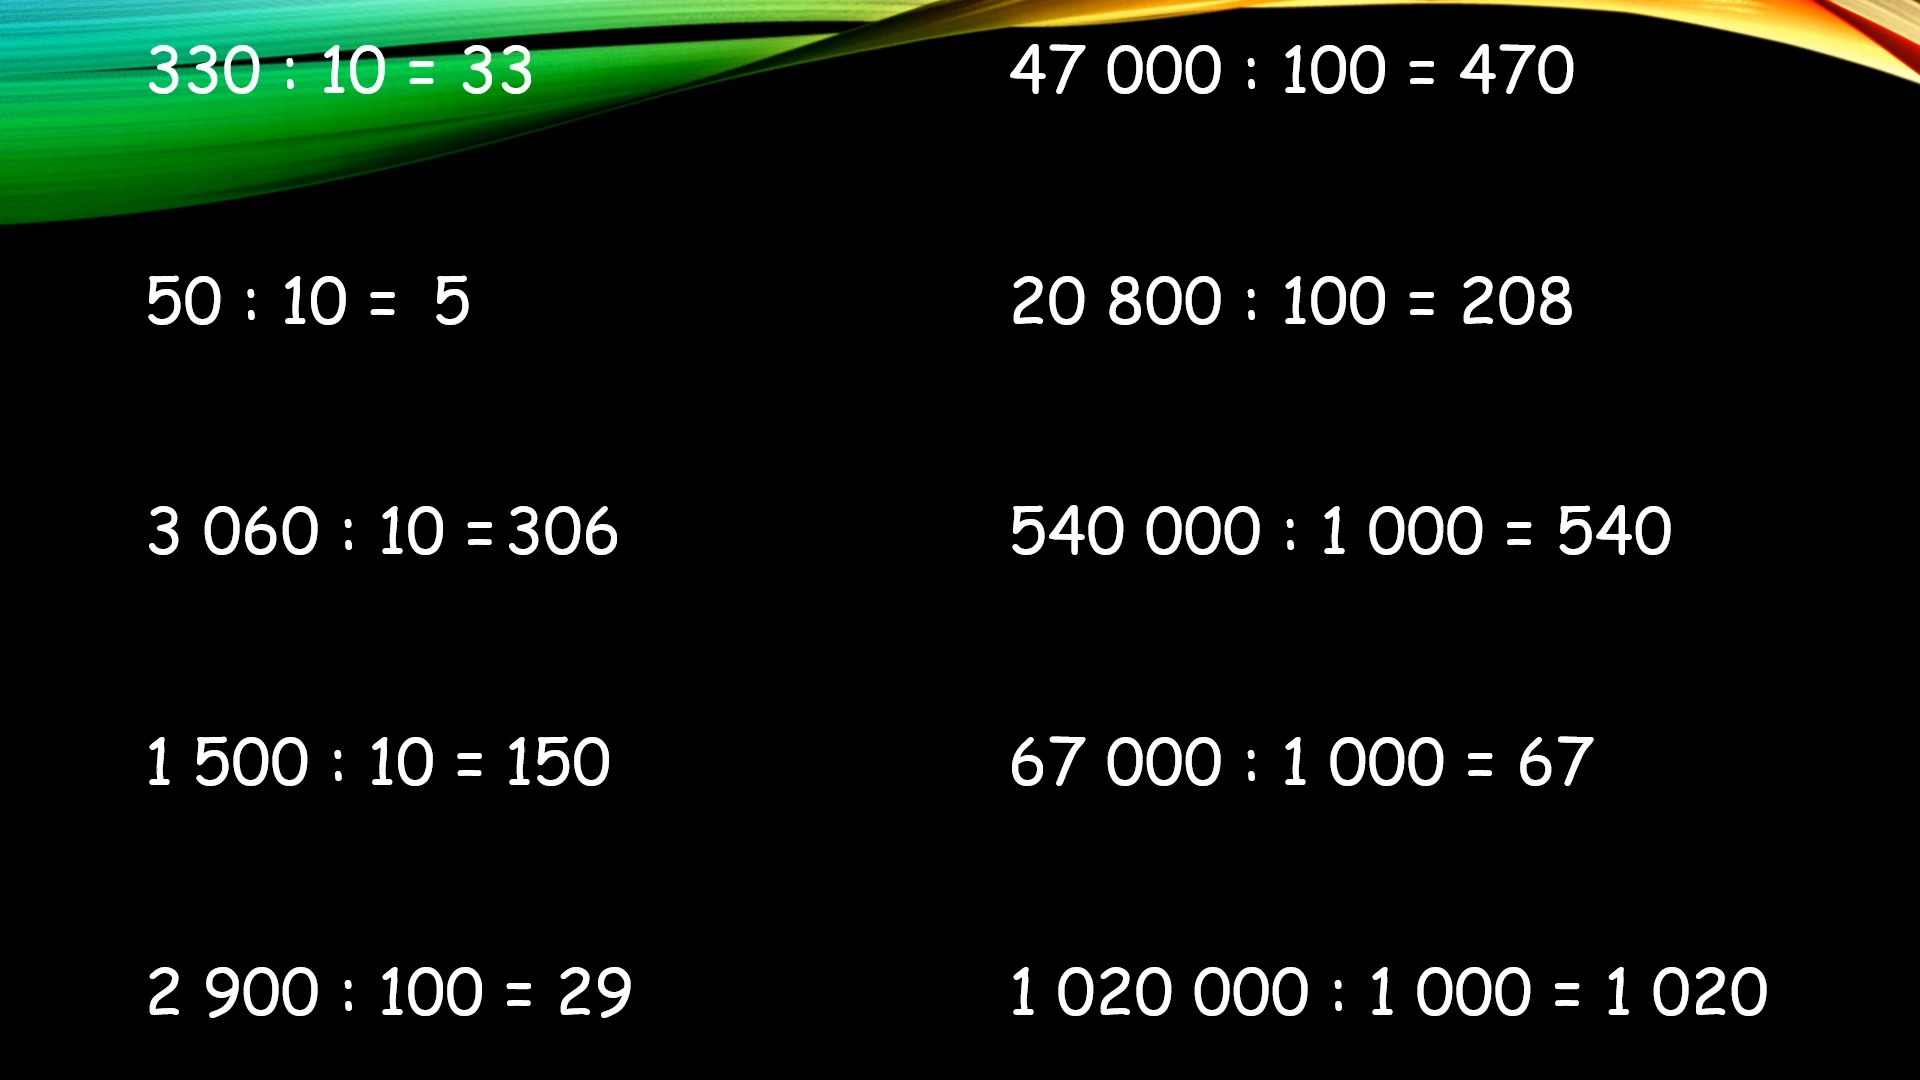 330 : 10 = 33
50 : 10 = 5
3 060 : 10 = 306
1 500 : 10 = 150
2 900 : 100 = 29
47 000 : 100 = 470
20 800 : 100 = 208
540 000 : 1 000 = 540
67 000 : 1 000 = 67
1 020 000 : 1 000 = 1 020